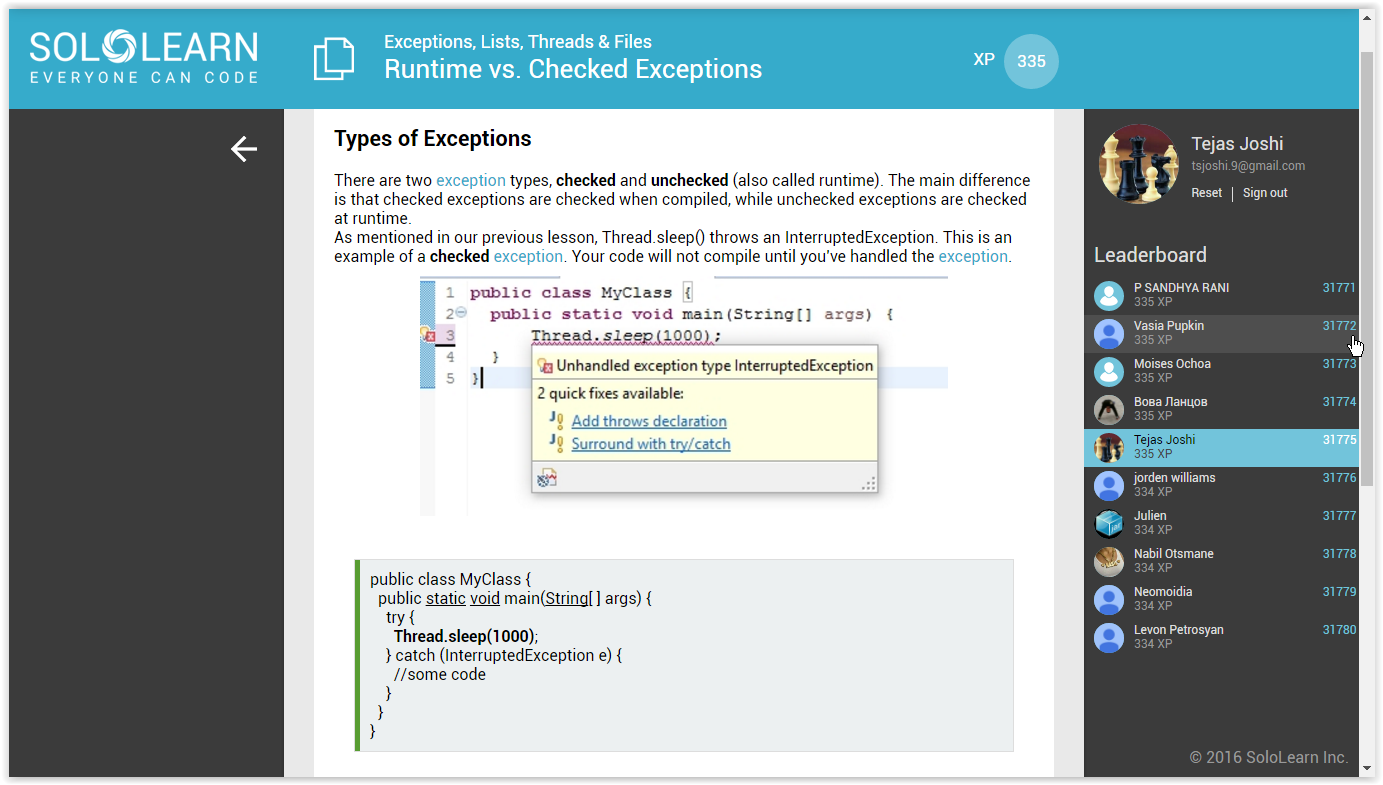 SOLOLEARN
EVERYONE CAN CODE
Exceptions, Lists, Threads & Files
Runtime vs. Checked Exceptions
XP 335
Types of Exceptions
There are two exception types, checked and unchecked (also called runtime). The main difference
is that checked exceptions are checked when compiled, while unchecked exceptions are checked
at runtime.
As mentioned in our previous lesson, Thread.sleep() throws an InterruptedException. This is an
example of a checked exception. Your code will not compile until you've handled the exception.
1 public class MyClass {
2 public static void main(String[] args) {
3 Thread.sleep(1000);
4 }
5 }
Unhandled exception type InterruptedException
2 quick fixes available:
Add throws declaration
Surround with try/catch
public class MyClass {
public static void main(String[ ] args) {
try {
Thread.sleep(1000);
} catch (InterruptedException e) {
//some code
}
}
}
Tejas Joshi
tsjoshi.9@gmail.com
Reset | Sign out
Leaderboard
P SANDHYA RANI 31771
335 XP
Vasia Pupkin 31772
335 XP
Moises Ochoa 31773
335 XP
Вова Ланцов 31774
335 XP
Tejas Joshi 31775
335 XP
jorden williams 31776
334 XP
Julien 31777
334 XP
Nabil Otsmane 31778
334 XP
Neomoidia 31779
334 XP
Levon Petrosyan 31780
334 XP
© 2016 SoloLearn Inc.